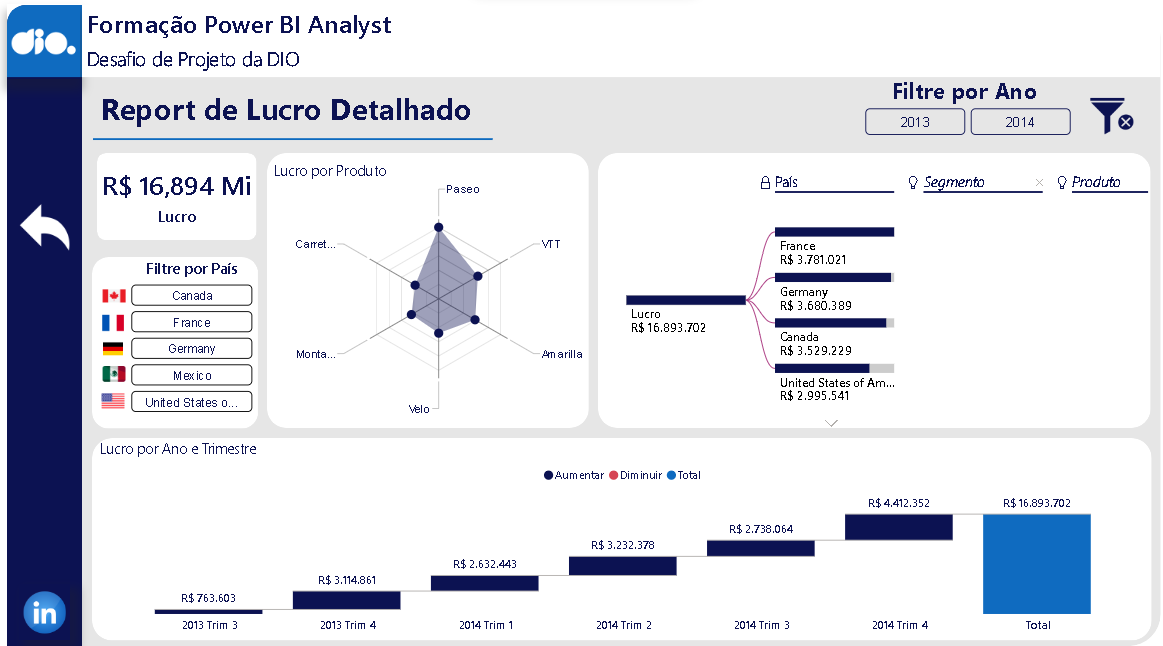 dio.
Formação Power BI Analyst
Desafio de Projeto da DIO
Report de Lucro Detalhado
Filtre por Ano
2013
2014
R$ 16,894 Mi
Lucro
Filtre por País
Canada
France
Germany
Mexico
United States o...
Lucro por Produto
Paseo
VTT
Amarilla
Velo
Monta...
Carret...
País
Segmento
Produto
Lucro
R$ 16.893.702
France
R$ 3.781.021
Germany
R$ 3.680.389
Canada
R$ 3.529.229
United States of Am...
R$ 2.995.541
Lucro por Ano e Trimestre
Aumentar Diminuir Total
R$ 763.603
R$ 3.114.861
R$ 2.632.443
R$ 3.232.378
R$ 2.738.064
R$ 4.412.352
R$ 16.893.702
2013 Trim 3
2013 Trim 4
2014 Trim 1
2014 Trim 2
2014 Trim 3
2014 Trim 4
Total
in